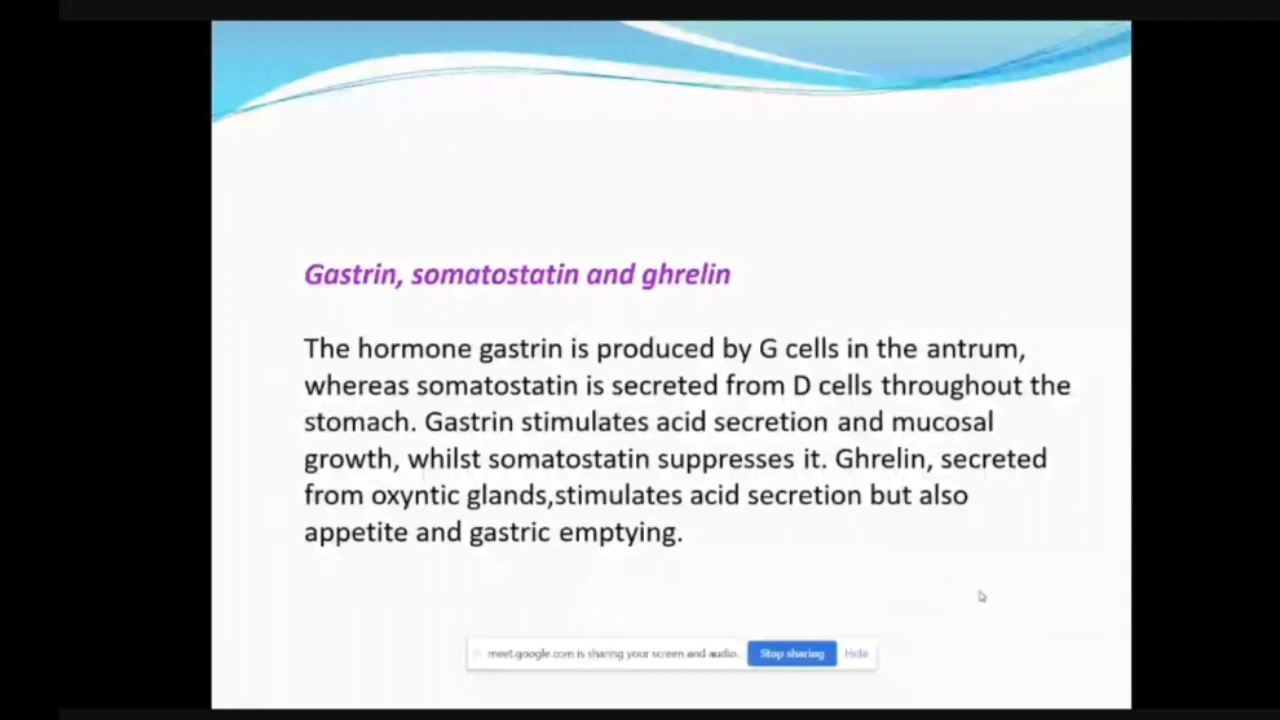 Gastrin, somatostatin and ghrelin
The hormone gastrin is produced by G cells in the antrum,
whereas somatostatin is secreted from D cells throughout the
stomach. Gastrin stimulates acid secretion and mucosal
growth, whilst somatostatin suppresses it. Ghrelin, secreted
from oxyntic glands,stimulates acid secretion but also
appetite and gastric emptying.
meet.google.com is sharing your screen and audio. Stop sharing Hide